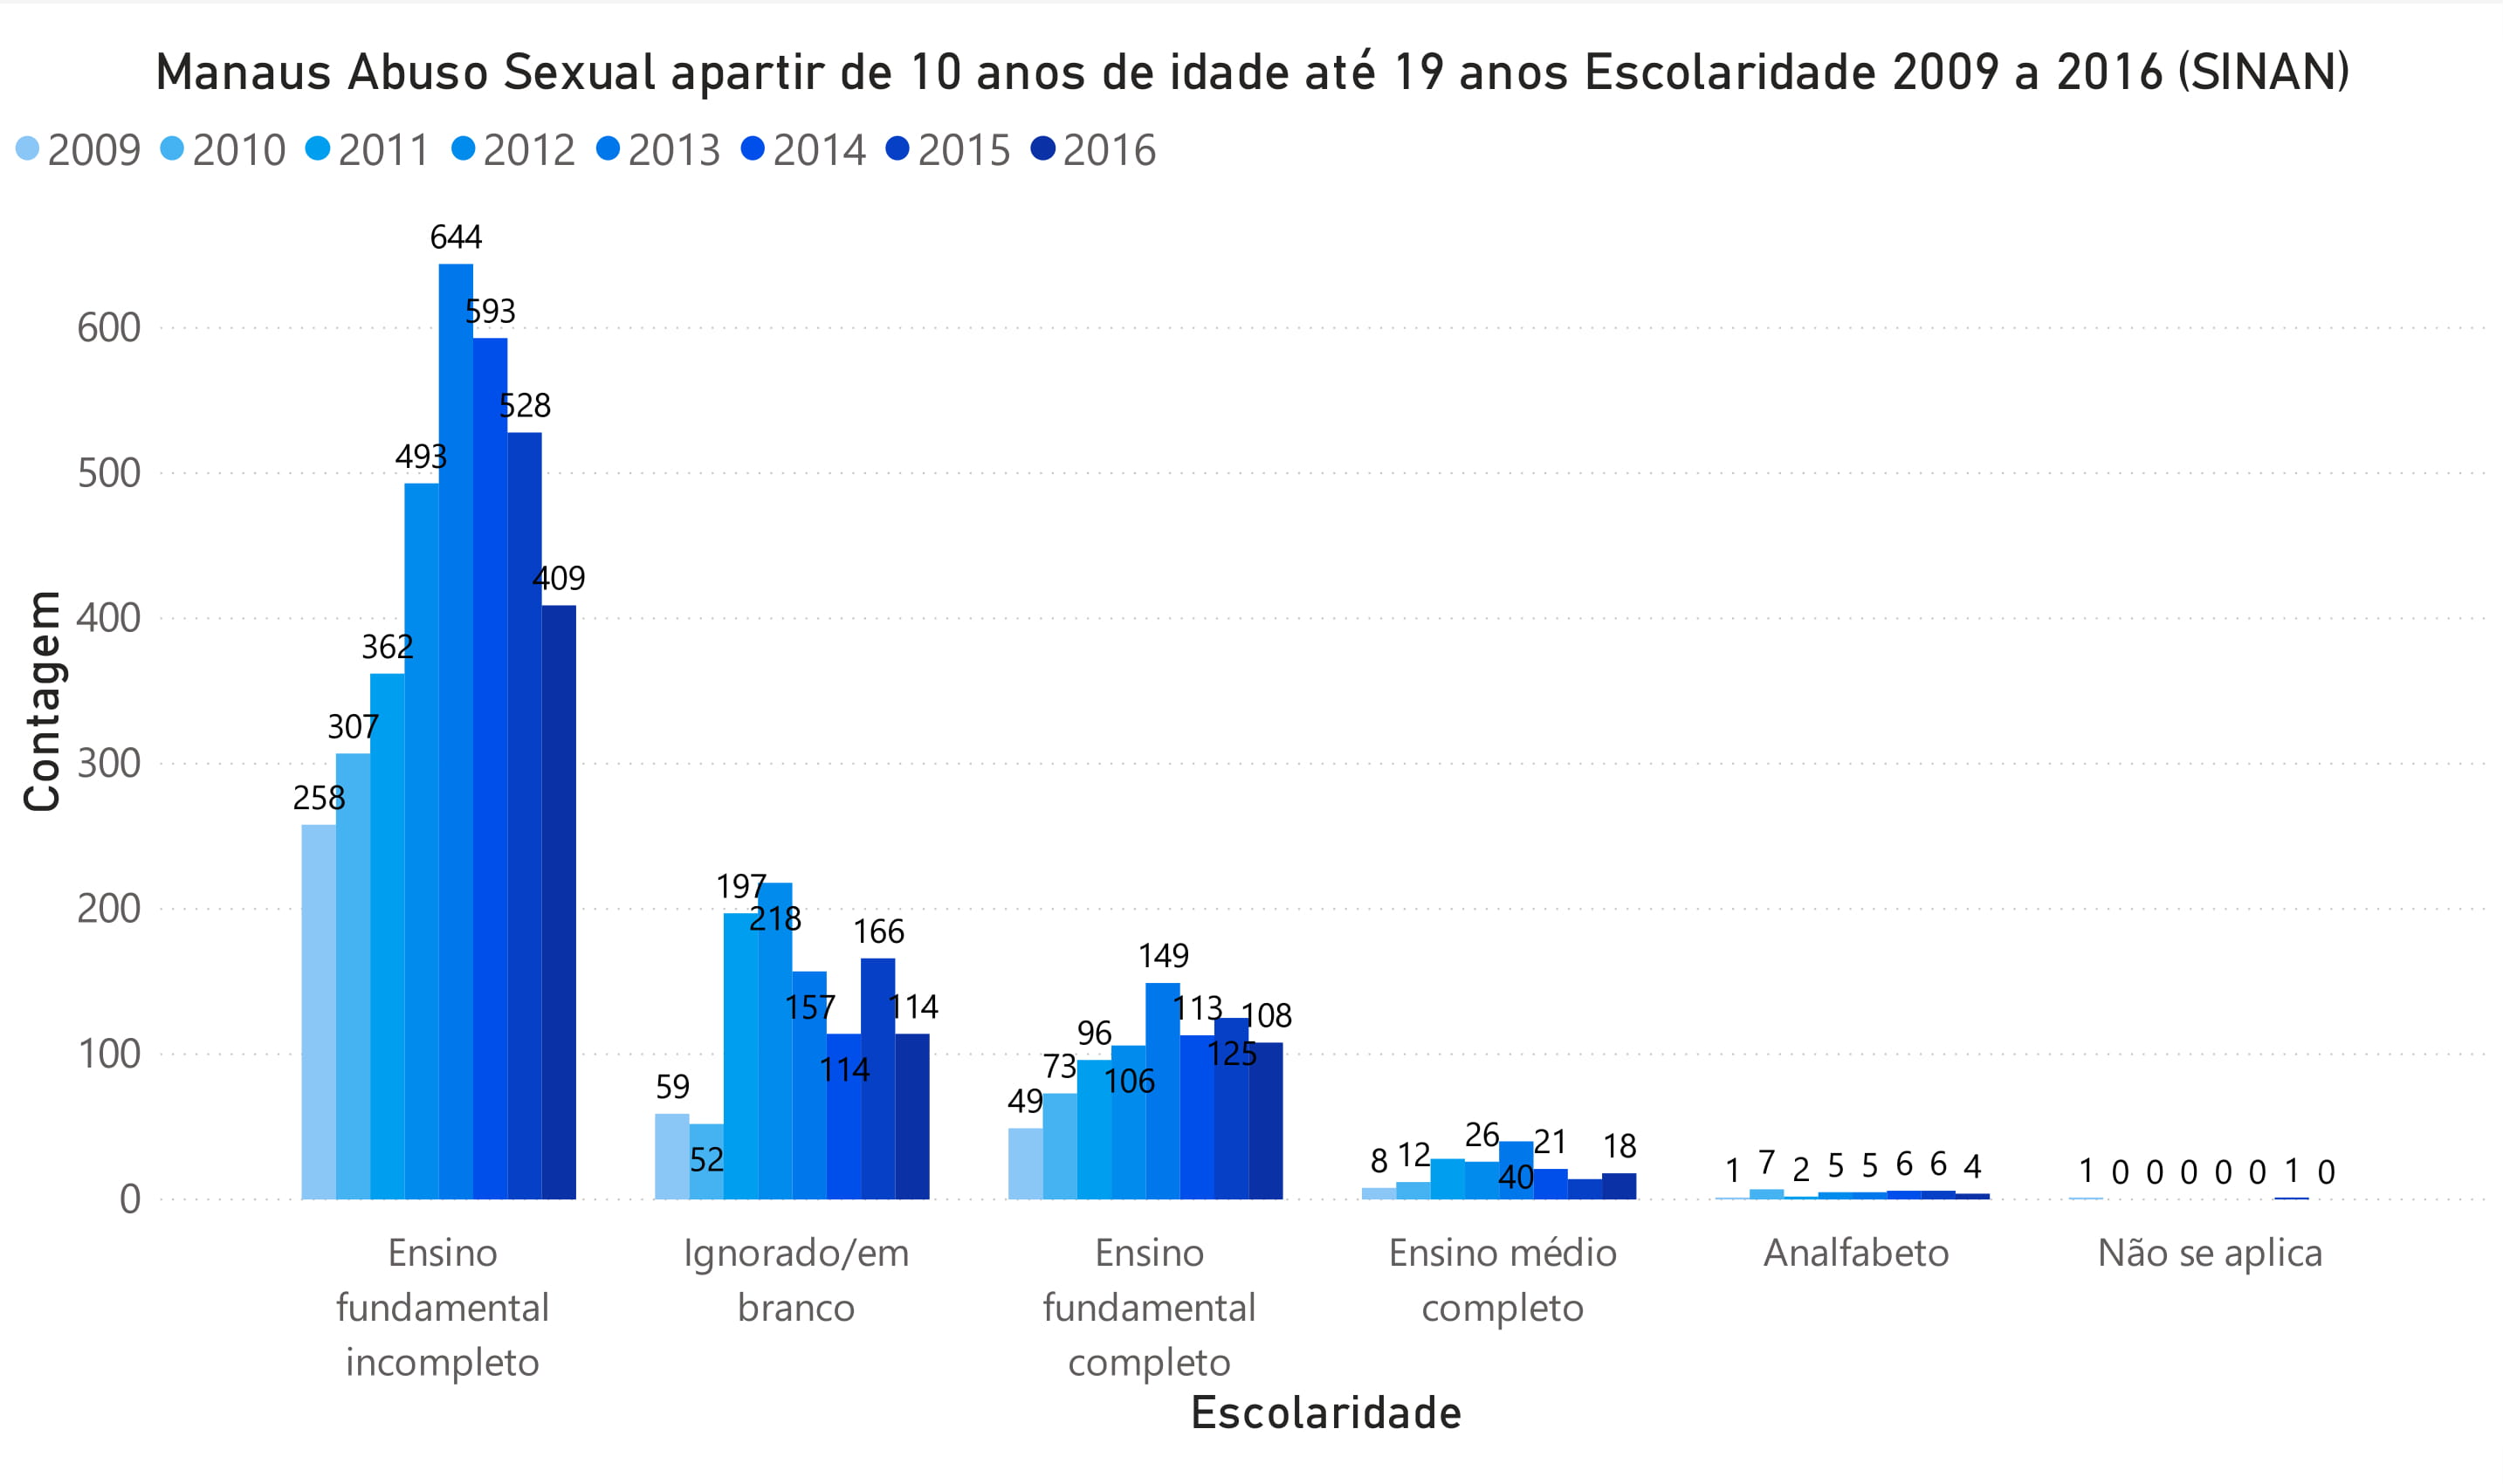 Manaus Abuso Sexual apartir de 10 anos de idade até 19 anos Escolaridade 2009 a 2016 (SINAN)
2009 2010 2011 2012 2013 2014 2015 2016
Contagem
600
500
400
300
200
100
0
258 307 362 493 644 593 528 409
59 52 197 218 157 114 166 114
49 73 96 106 149 113 125 108
8 12 26 40 21 18
1 7 2 5 5 6 6 4
1 0 0 0 0 0 1 0
Ensino
fundamental
incompleto
Ignorado/em
branco
Ensino
fundamental
completo
Ensino médio
completo
Analfabeto
Não se aplica
Escolaridade